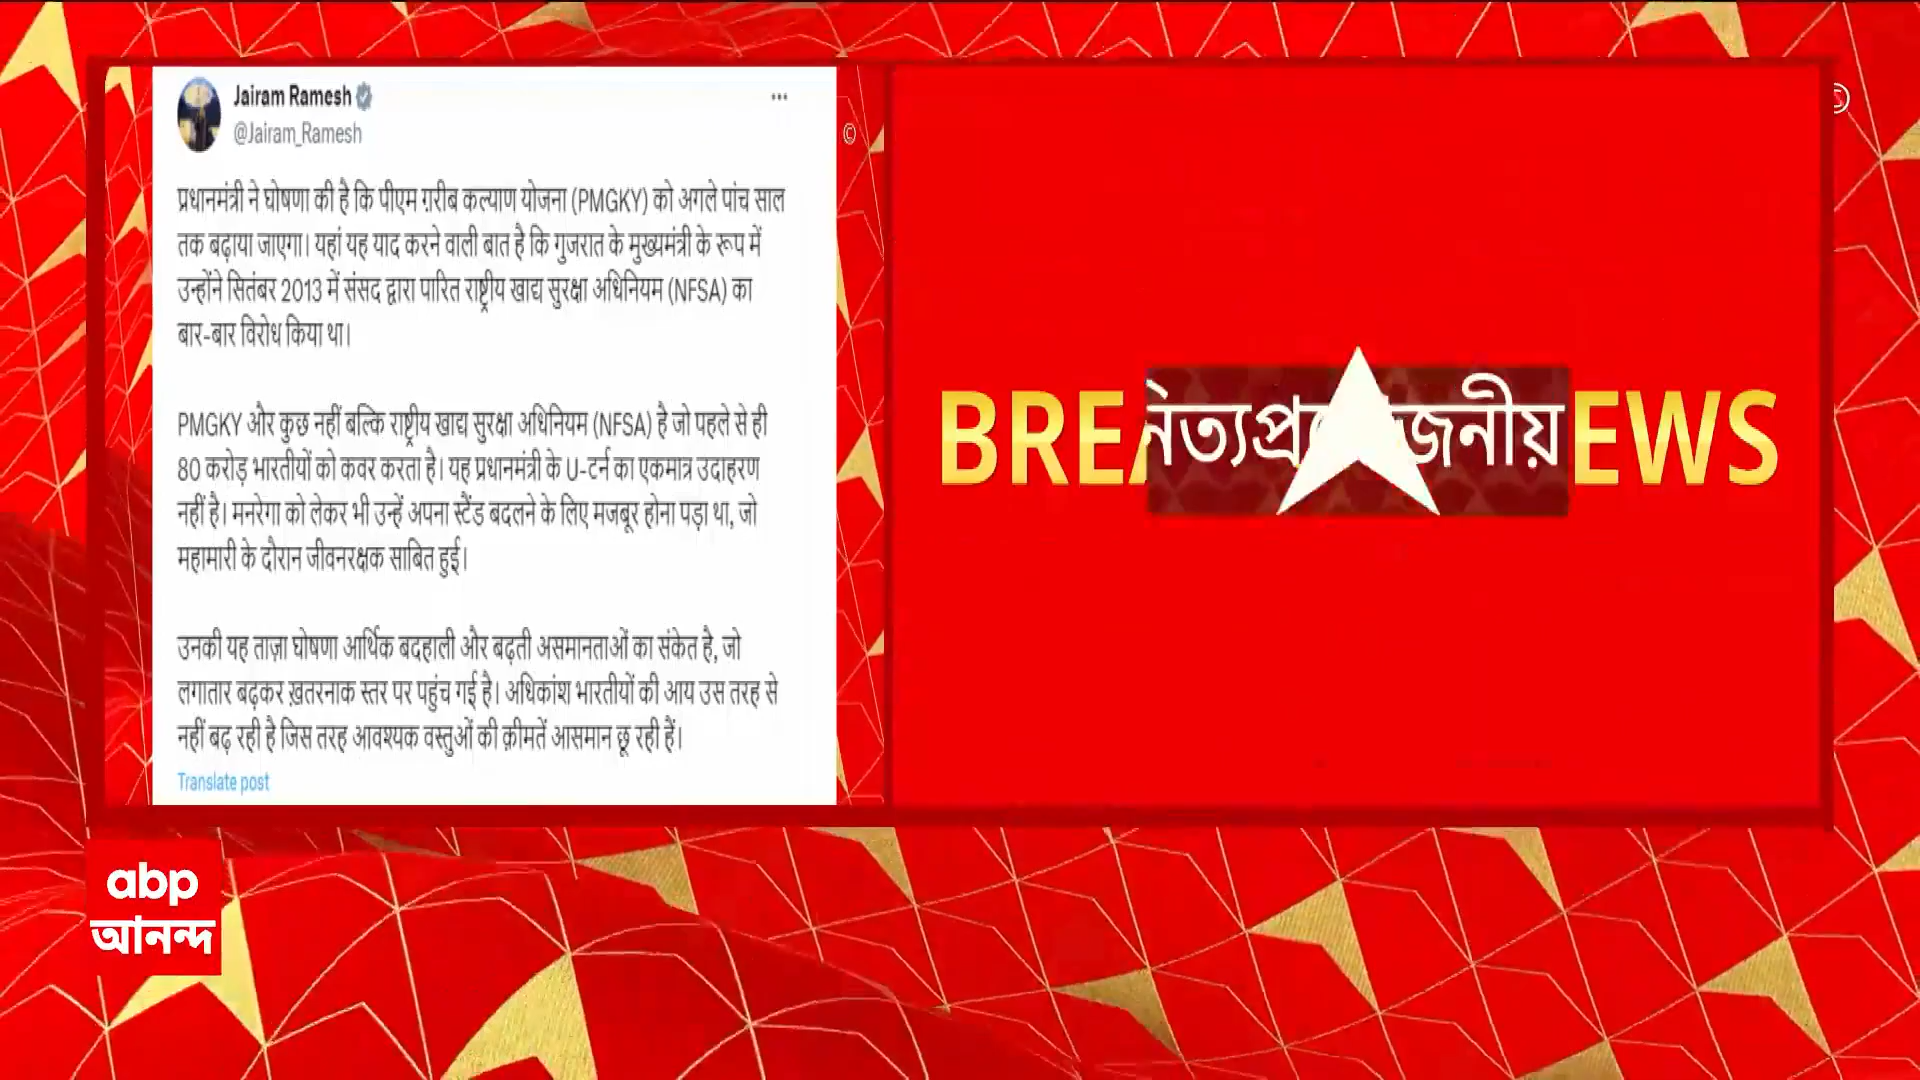 Jairam Ramesh
@Jairam_Ramesh
प्रधानमंत्री ने घोषणा की है कि पीएम ग़रीब कल्याण योजना (PMGKY) को अगले पांच साल
तक बढ़ाया जाएगा। यहां यह याद करने वाली बात है कि गुजरात के मुख्यमंत्री के रूप में
उन्होंने सितंबर 2013 में संसद द्वारा पारित राष्ट्रीय खाद्य सुरक्षा अधिनियम (NFSA) का
बार-बार विरोध किया था।
PMGKY और कुछ नहीं बल्कि राष्ट्रीय खाद्य सुरक्षा अधिनियम (NFSA) है जो पहले से ही
80 करोड़ भारतीयों को कवर करता है। यह प्रधानमंत्री के U-टर्न का एकमात्र उदाहरण
नहीं है। मनरेगा को लेकर भी उन्हें अपना स्टैंड बदलने के लिए मजबूर होना पड़ा था, जो
महामारी के दौरान जीवनरक्षक साबित हुई।
उनकी यह ताज़ा घोषणा आर्थिक बदहाली और बढ़ती असमानताओं का संकेत है, जो
लगातार बढ़कर ख़तरनाक स्तर पर पहुंच गई है। अधिकांश भारतीयों की आय उस तरह से
नहीं बढ़ रही है जिस तरह आवश्यक वस्तुओं की क़ीमतें आसमान छू रही हैं।
Translate post
©
©
abp
আনন্দ